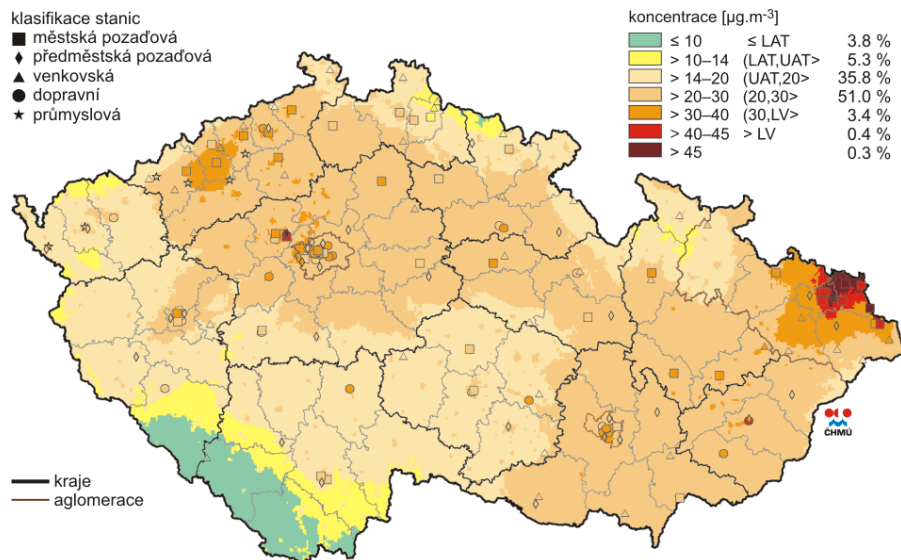 klasifikace stanic
městská pozaďová
předměstská pozaďová
venkovská
dopravní
průmyslová
koncentrace [µg.m-³]
≤ 10 ≤ LAT 3.8 %
> 10–14 (LAT,UAT> 5.3 %
> 14–20 (UAT,20> 35.8 %
> 20–30 (20,30> 51.0 %
> 30–40 (30,LV> 3.4 %
> 40–45 > LV 0.4 %
> 45 0.3 %
ČHMÚ
kraje
aglomerace